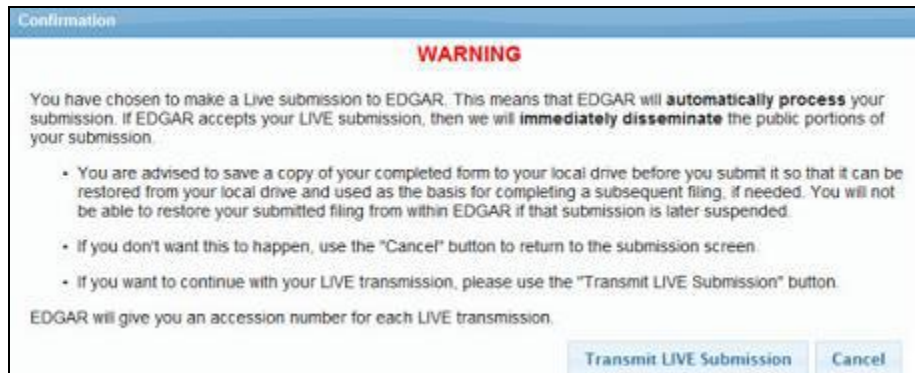 Confirmation
WARNING
You have chosen to make a Live submission to EDGAR. This means that EDGAR will automatically process your
submission. If EDGAR accepts your LIVE submission, then we will immediately disseminate the public portions of
your submission.
• You are advised to save a copy of your completed form to your local drive before you submit it so that it can be
restored from your local drive and used as the basis for completing a subsequent filing, if needed. You will not
be able to restore your submitted filing from within EDGAR if that submission is later suspended.
• If you don't want this to happen, use the "Cancel" button to return to the submission screen.
• If you want to continue with your LIVE transmission, please use the "Transmit LIVE Submission" button.
EDGAR will give you an accession number for each LIVE transmission.
Transmit LIVE Submission Cancel